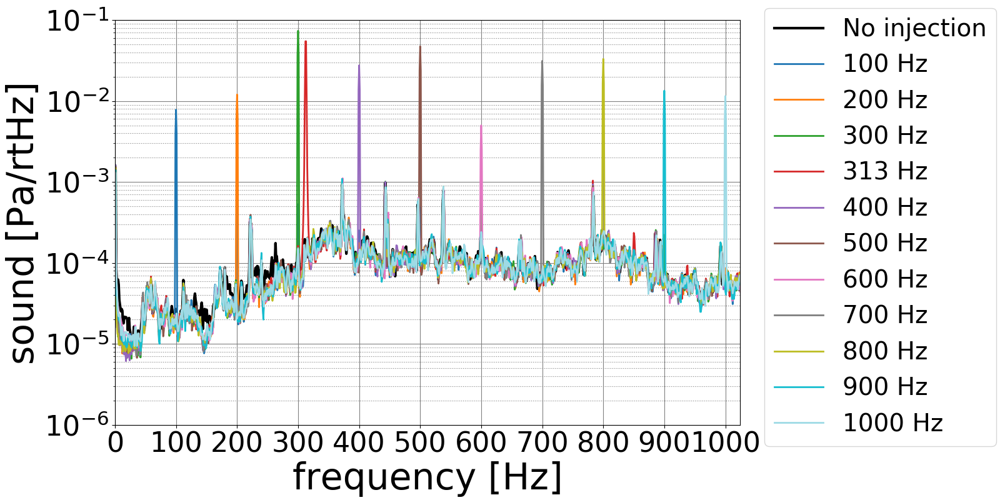 10⁻¹
10⁻²
10⁻³
10⁻⁴
10⁻⁵
10⁻⁶
sound [Pa/rtHz]
0 100 200 300 400 500 600 700 800 900 1000
frequency [Hz]
No injection
100 Hz
200 Hz
300 Hz
313 Hz
400 Hz
500 Hz
600 Hz
700 Hz
800 Hz
900 Hz
1000 Hz